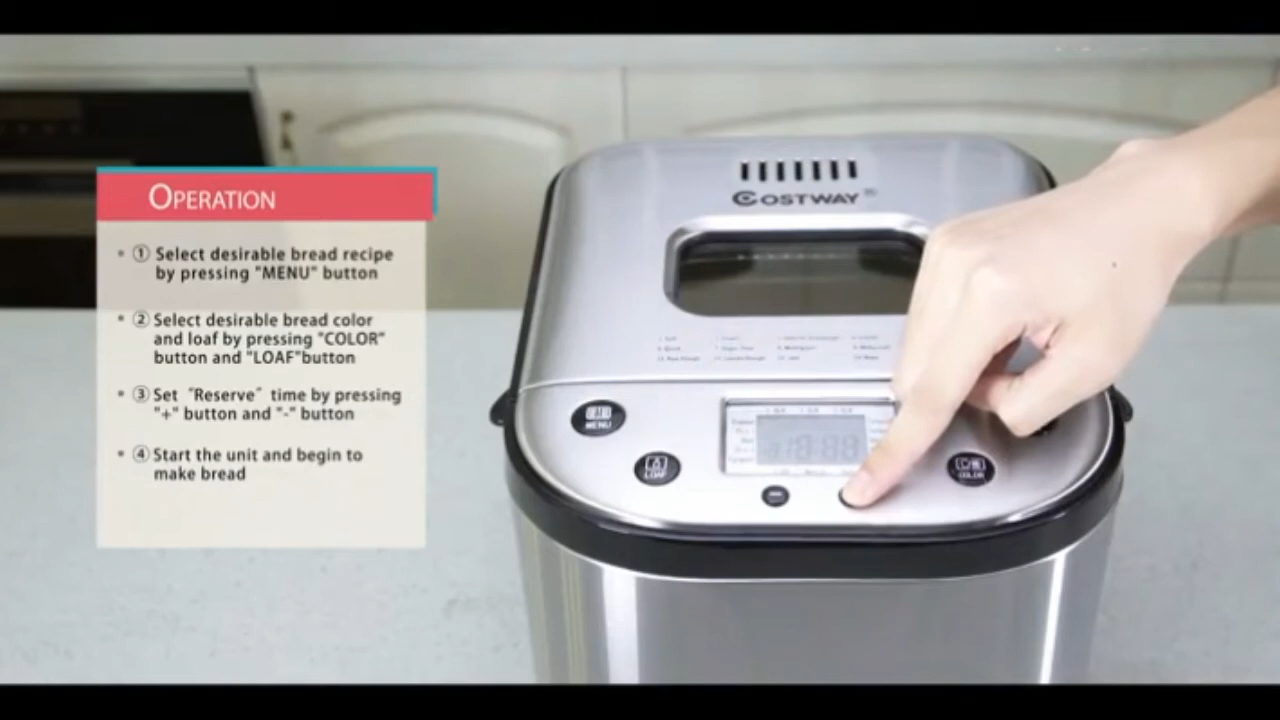 OPERATION
• ① Select desirable bread recipe
by pressing "MENU" button
• ② Select desirable bread color
and loaf by pressing "COLOR"
button and "LOAF"button
• ③ Set "Reserve" time by pressing
"+" button and "-" button
• ④ Start the unit and begin to
make bread
COSTWAY®
MENU
LOAF
COLOR